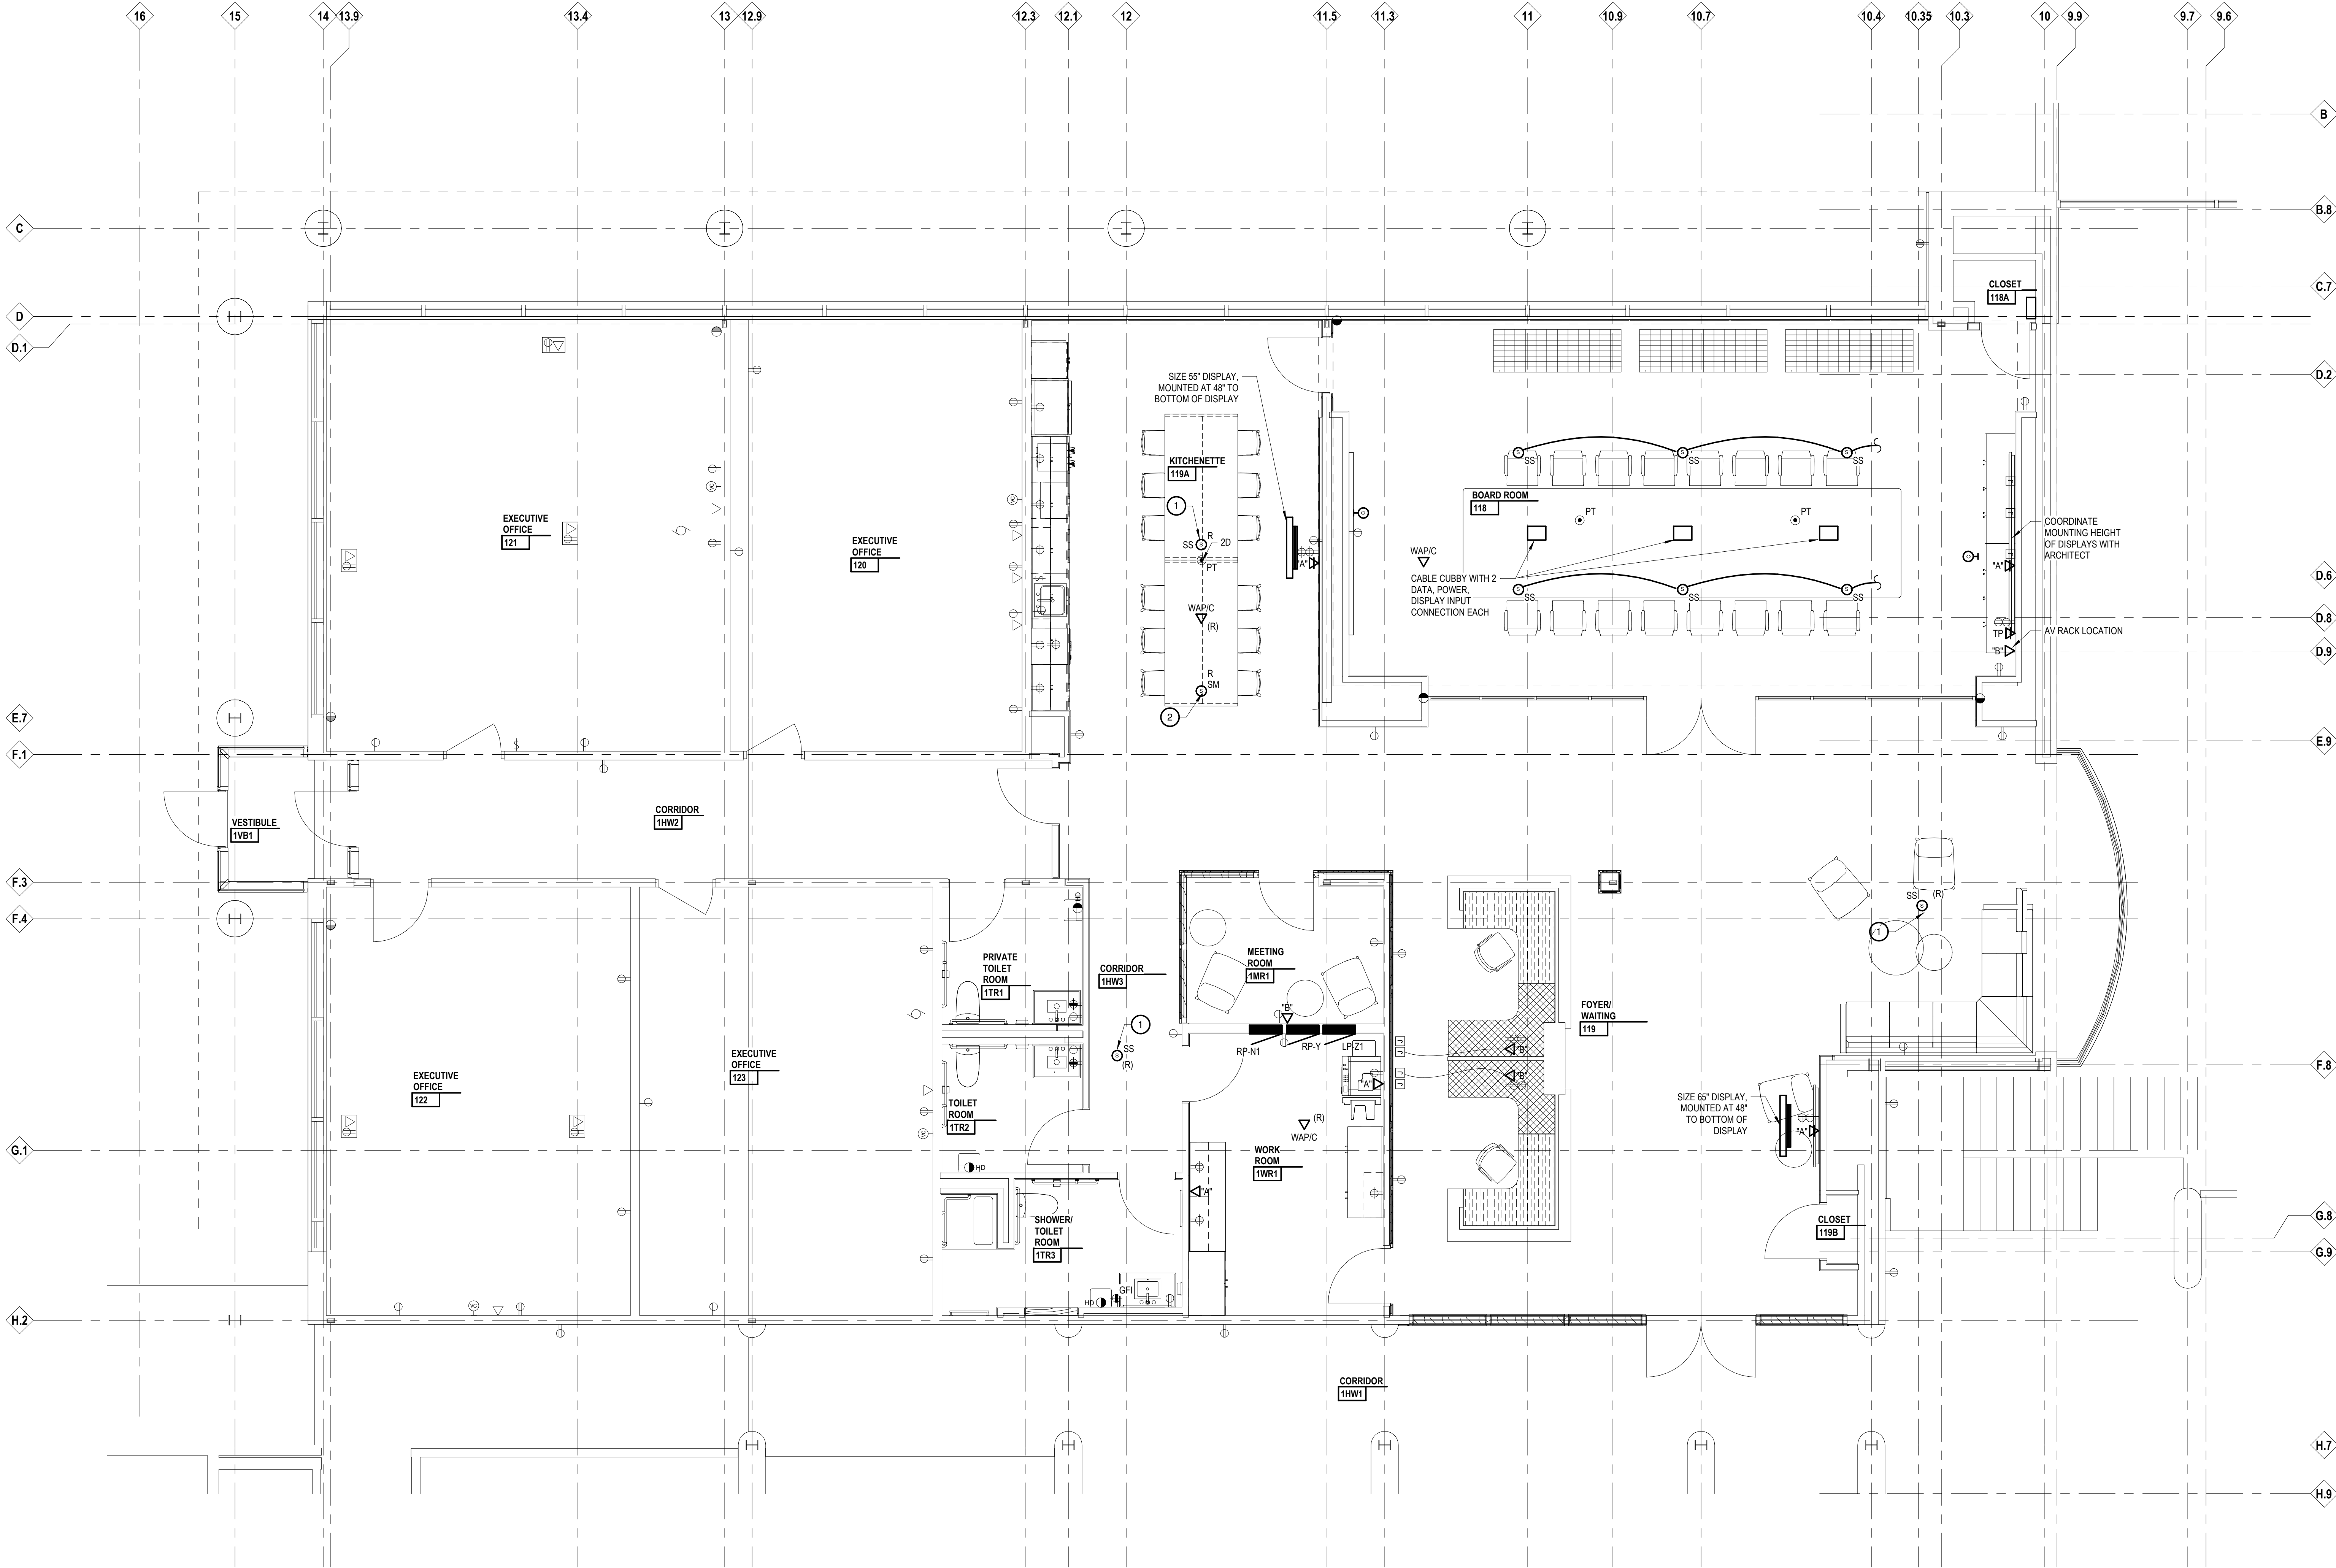 16
15
14
13.9
13.4
13
12.9
12.3
12.1
12
11.5
11.3
11
10.9
10.7
10.4
10.35
10.3
10
9.9
9.7
9.6
B
C
B.8
C.7
CLOSET
118A
D
D.1
D.2
SIZE 55" DISPLAY,
MOUNTED AT 48" TO
BOTTOM OF DISPLAY
KITCHENETTE
119A
1
R
SS
S
2D
PT
"A"
WAP/C
(R)
R
SM
S
2
S
SS
S
SS
S
SS
BOARD ROOM
118
PT
PT
WAP/C
CABLE CUBBY WITH 2
DATA, POWER,
DISPLAY INPUT
CONNECTION EACH
S
SS
S
SS
S
SS
C
C
J
J
COORDINATE
MOUNTING HEIGHT
OF DISPLAYS WITH
ARCHITECT
"A"
TP
AV RACK LOCATION
"B"
EXECUTIVE
OFFICE
121
VC
EXECUTIVE
OFFICE
120
VC
$
D.6
D.8
D.9
E.7
F.1
$
E.9
VESTIBULE
1VB1
CORRIDOR
1HW2
F.3
F.4
HD
PRIVATE
TOILET
ROOM
1TR1
CORRIDOR
1HW3
MEETING
ROOM
1MR1
"B"
RP-N1
RP-Y
LP-Z1
1
S
SS
(R)
FOYER/
WAITING
119
SS
(R)
S
1
J
J
J
J
"B"
"B"
EXECUTIVE
OFFICE
122
EXECUTIVE
OFFICE
123
TOILET
ROOM
1TR2
VC
HD
"A"
(R)
WAP/C
F.8
SIZE 65" DISPLAY,
MOUNTED AT 48"
TO BOTTOM OF
DISPLAY
"A"
G.1
WORK
ROOM
1WR1
"A"
SHOWER/
TOILET
ROOM
1TR3
CLOSET
119B
G.8
G.9
VC
HD
GFI
H.2
CORRIDOR
1HW1
H.7
H.9